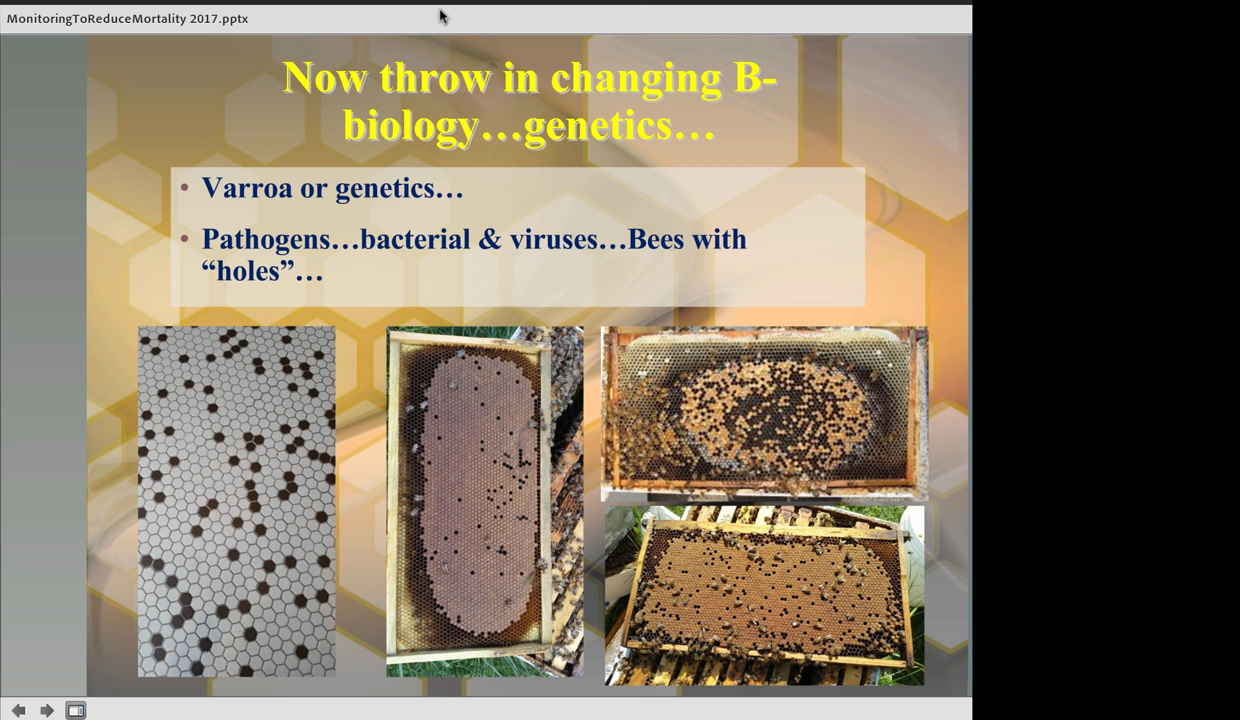 MonitoringToReduceMortality 2017.pptx
Now throw in changing B-
biology…genetics…
• Varroa or genetics…
• Pathogens…bacterial & viruses…Bees with
“holes”…